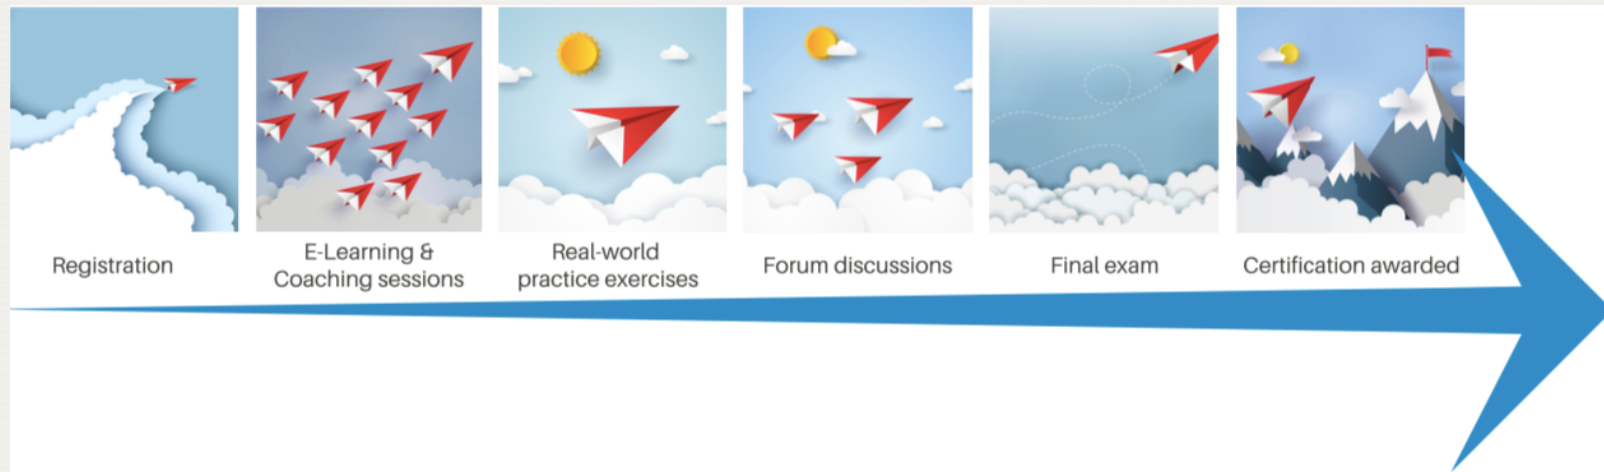 Registration
E-Learning &
Coaching sessions
Real-world
practice exercises
Forum discussions
Final exam
Certification awarded